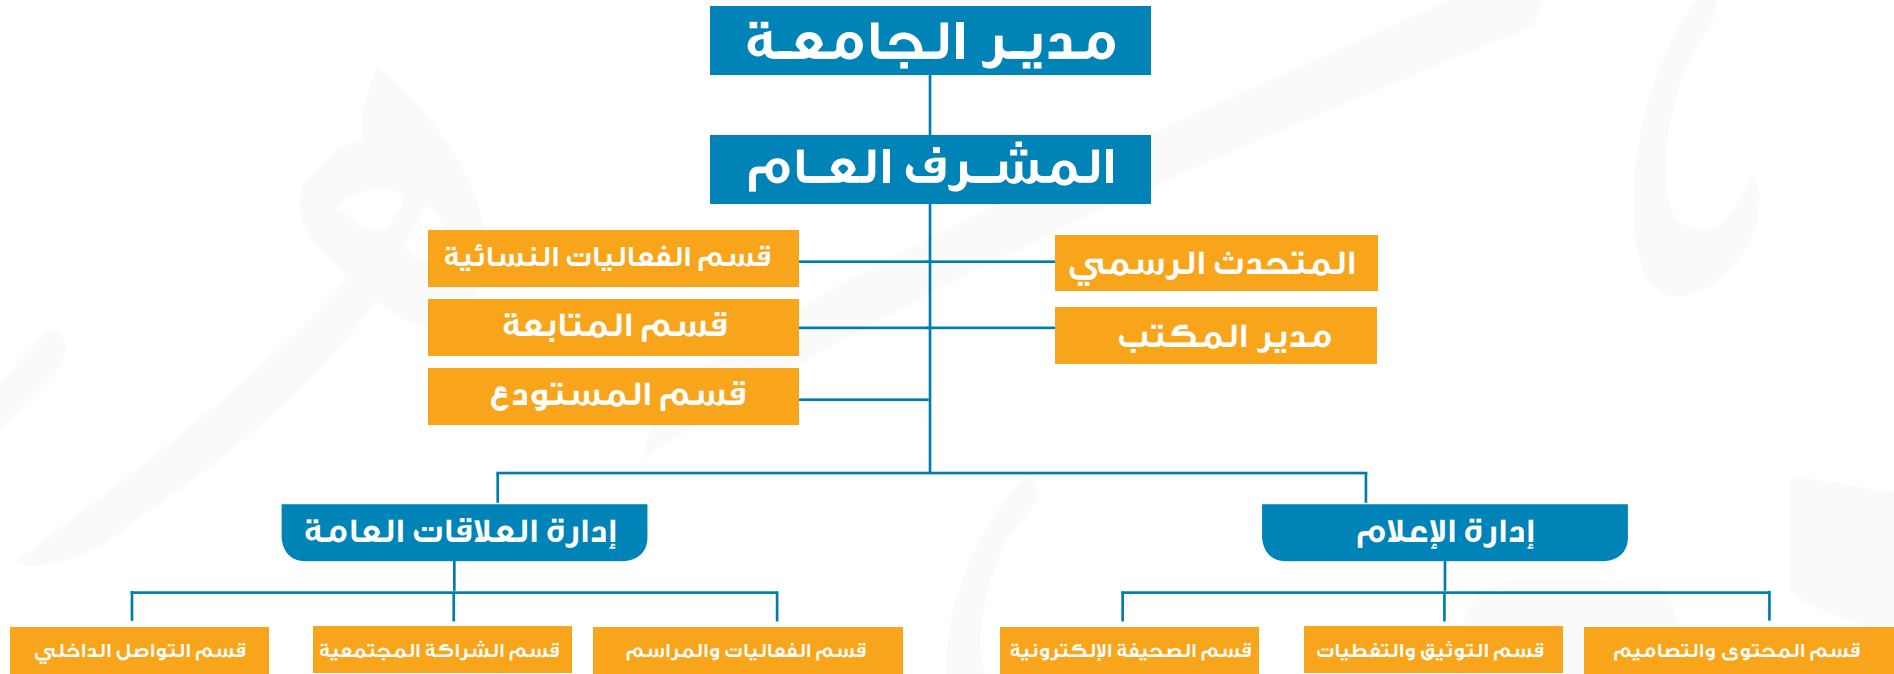 مدير الجامعة
المشرف العام
المتحدث الرسمي
قسم الفعاليات النسائية
مدير المكتب
قسم المتابعة
قسم المستودع
إدارة الإعلام
إدارة العلاقات العامة
قسم المحتوى والتصاميم
قسم التوثيق والتغطيات
قسم الصحيفة الإلكترونية
قسم الفعاليات والمراسم
قسم الشراكة المجتمعية
قسم التواصل الداخلي